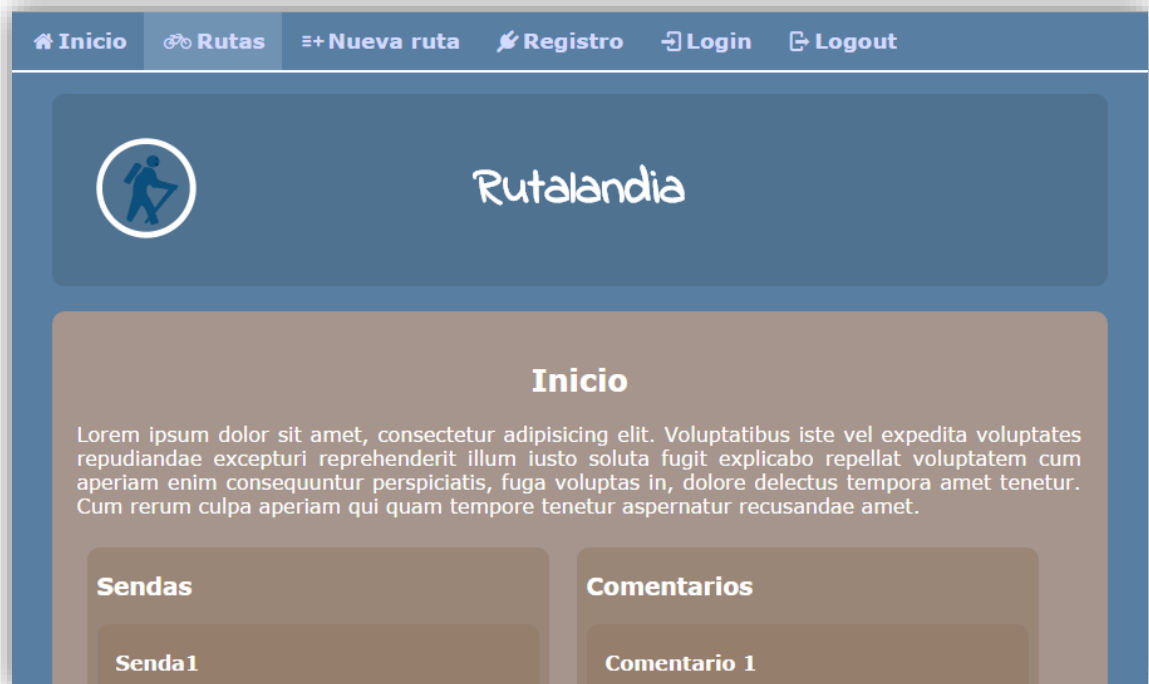 Inicio Rutas Nueva ruta Registro Login Logout
Rutalandia
Inicio
Lorem ipsum dolor sit amet, consectetur adipisicing elit. Voluptatibus iste vel expedita voluptates
repudiandae excepturi reprehenderit illum iusto soluta fugit explicabo repellat voluptatem cum
aperiam enim consequuntur perspiciatis, fuga voluptas in, dolore delectus tempora amet tenetur.
Cum rerum culpa aperiam qui quam tempore tenetur aspernatur recusandae amet.
Sendas
Senda1
Comentarios
Comentario 1